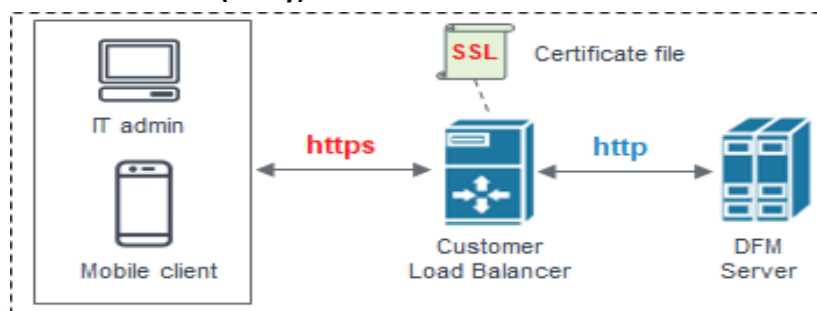 SSL
Certificate file
IT admin
https
http
Mobile client
Customer
Load Balancer
DFM
Server